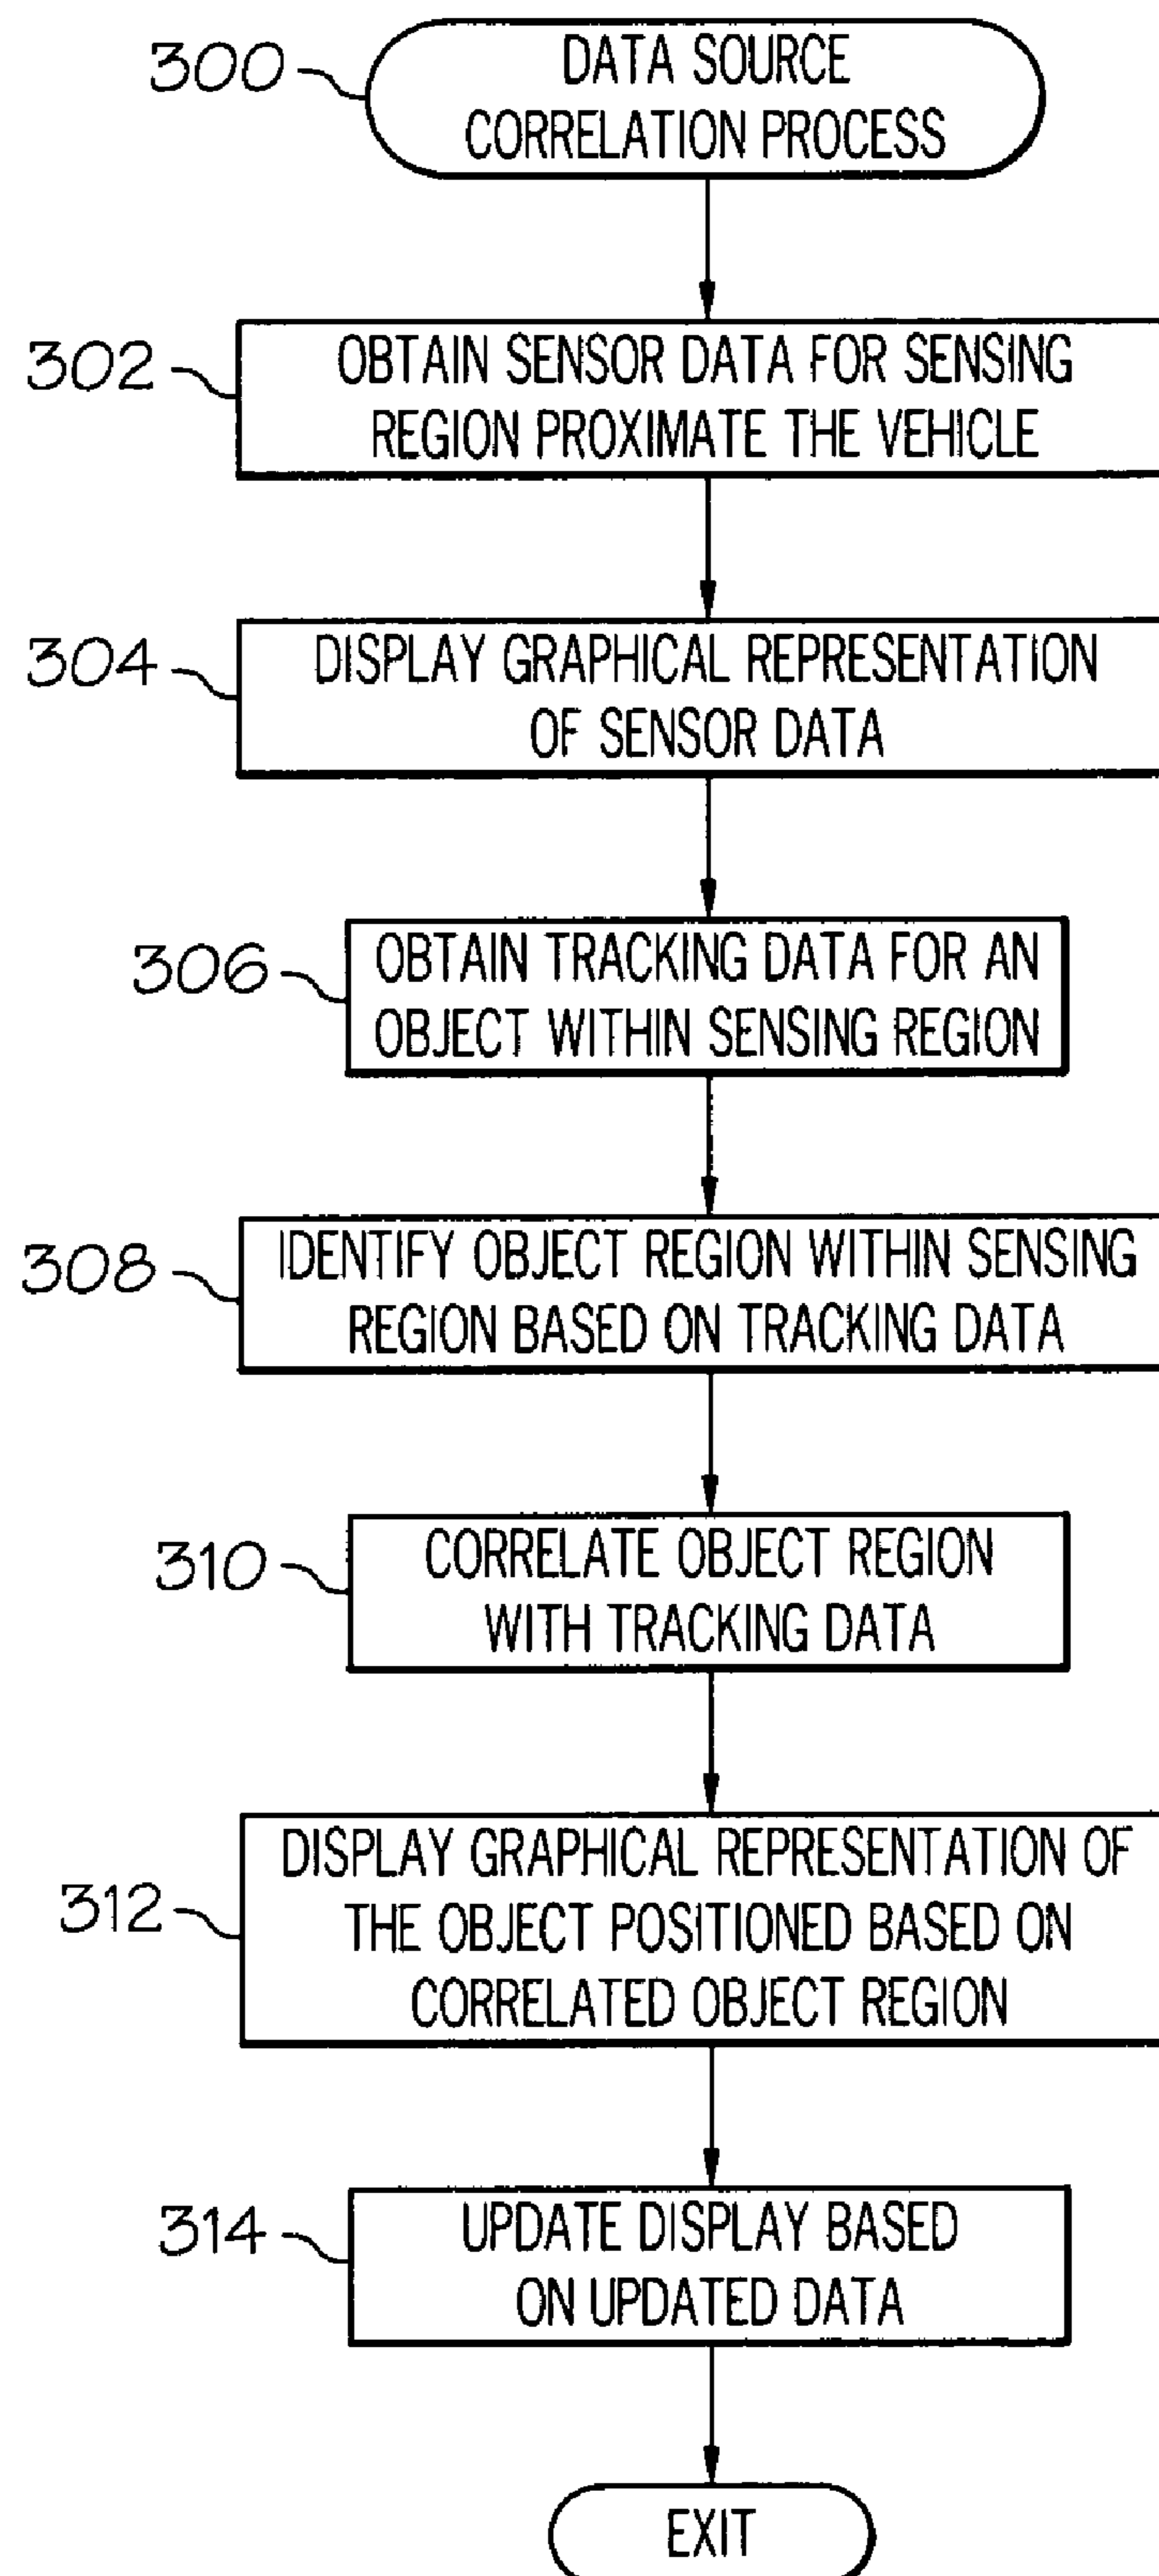 300
DATA SOURCE
CORRELATION PROCESS
302
OBTAIN SENSOR DATA FOR SENSING
REGION PROXIMATE THE VEHICLE
304
DISPLAY GRAPHICAL REPRESENTATION
OF SENSOR DATA
306
OBTAIN TRACKING DATA FOR AN
OBJECT WITHIN SENSING REGION
308
IDENTIFY OBJECT REGION WITHIN SENSING
REGION BASED ON TRACKING DATA
310
CORRELATE OBJECT REGION
WITH TRACKING DATA
312
DISPLAY GRAPHICAL REPRESENTATION OF
THE OBJECT POSITIONED BASED ON
CORRELATED OBJECT REGION
314
UPDATE DISPLAY BASED
ON UPDATED DATA
EXIT